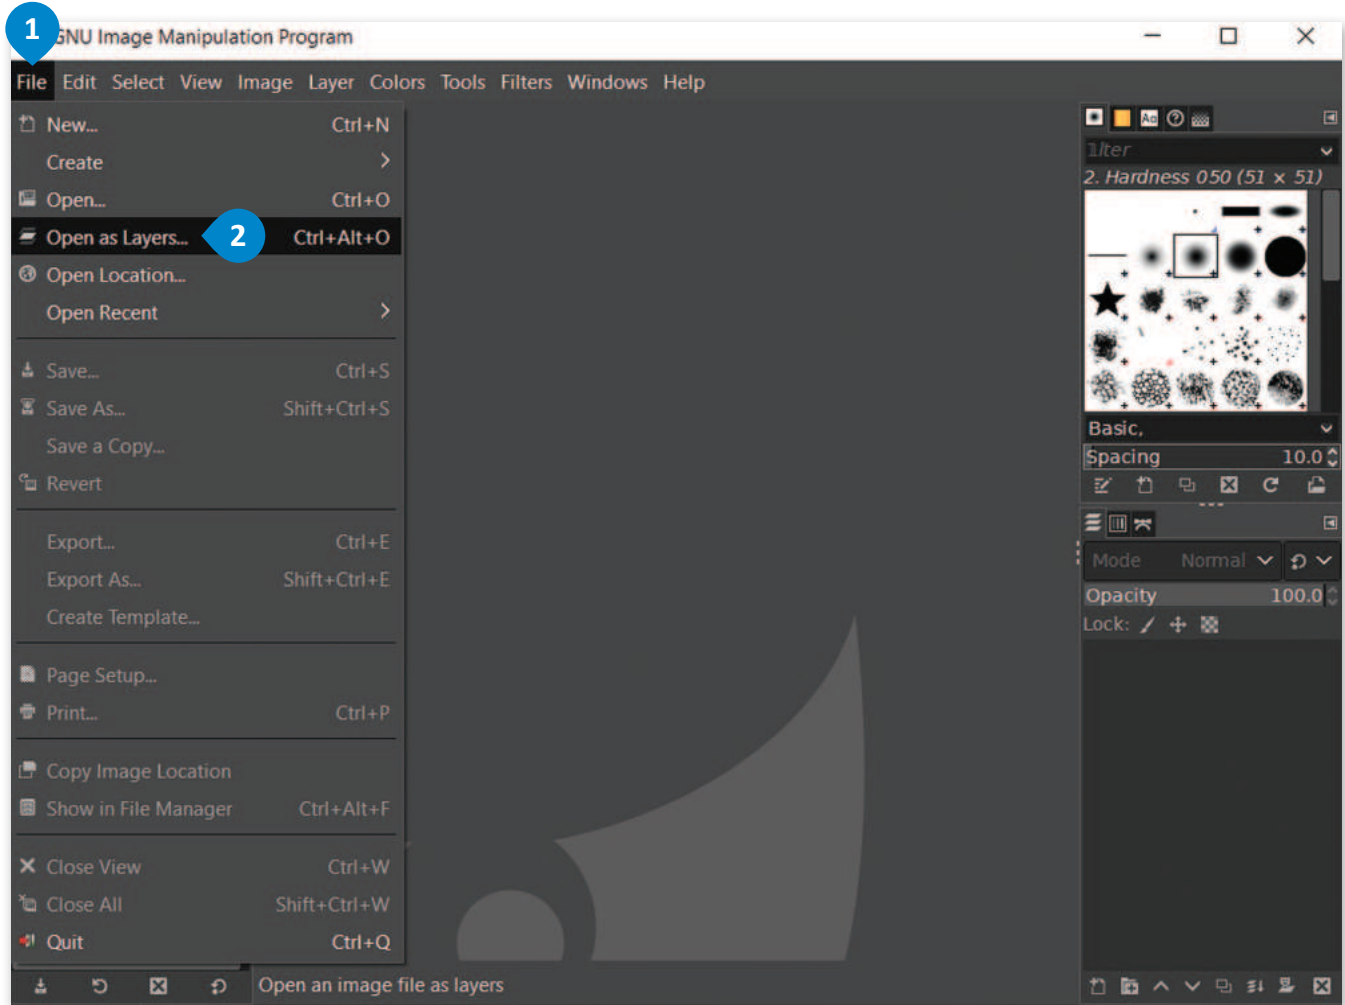 1
GNU Image Manipulation Program
File Edit Select View Image Layer Colors Tools Filters Windows Help
New... Ctrl+N
Create
Open... Ctrl+O
Open as Layers... 2 Ctrl+Alt+O
Open Location...
Open Recent
Save... Ctrl+S
Save As... Shift+Ctrl+S
Save a Copy...
Revert
Export... Ctrl+E
Export As... Shift+Ctrl+E
Create Template...
Page Setup...
Print... Ctrl+P
Copy Image Location
Show in File Manager Ctrl+Alt+F
Close View Ctrl+W
Close All Shift+Ctrl+W
Quit Ctrl+Q
Open an image file as layers
Aa
lter
2. Hardness 050 (51 × 51)
Basic,
Spacing 10.0
Mode Normal
Opacity 100.0
Lock: